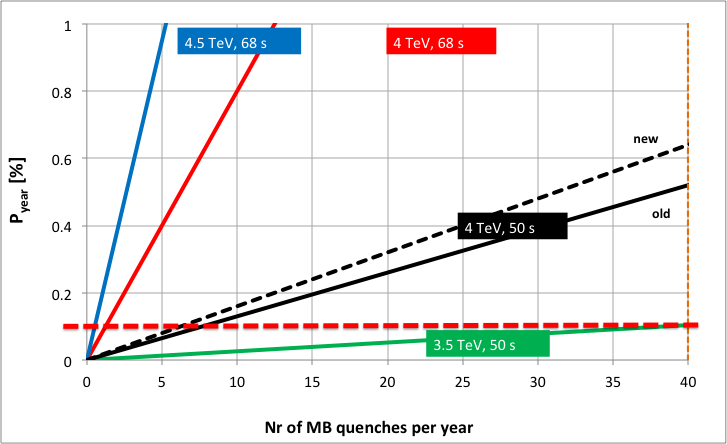 1
4.5 TeV, 68 s
4 TeV, 68 s
0.8
new
0.6
old
0.4
4 TeV, 50 s
0.2
3.5 TeV, 50 s
0
0 5 10 15 20 25 30 35 40
P_year [%]
Nr of MB quenches per year